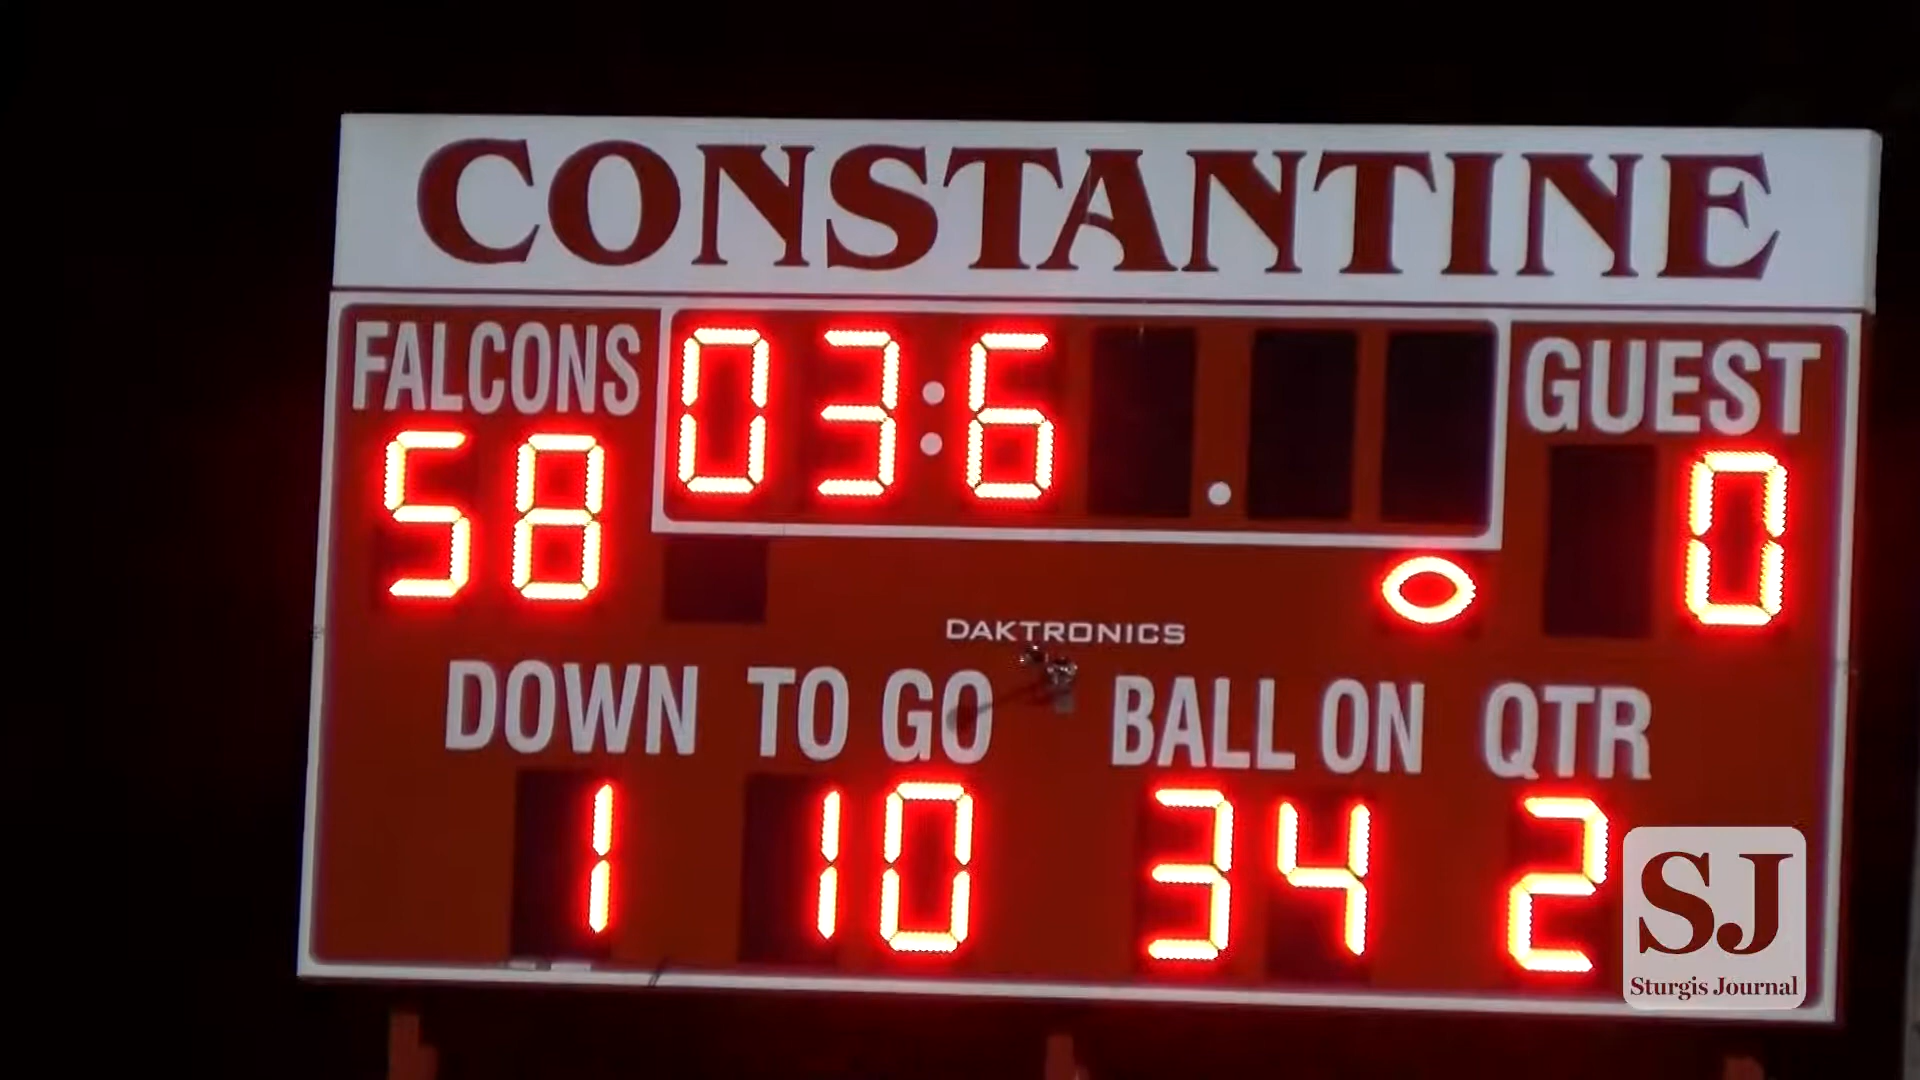 CONSTANTINE
FALCONS 03:6 . GUEST
58 0
DAKTRONICS
DOWN TO GO BALL ON QTR
1 10 34 2
SJ
Sturgis Journal